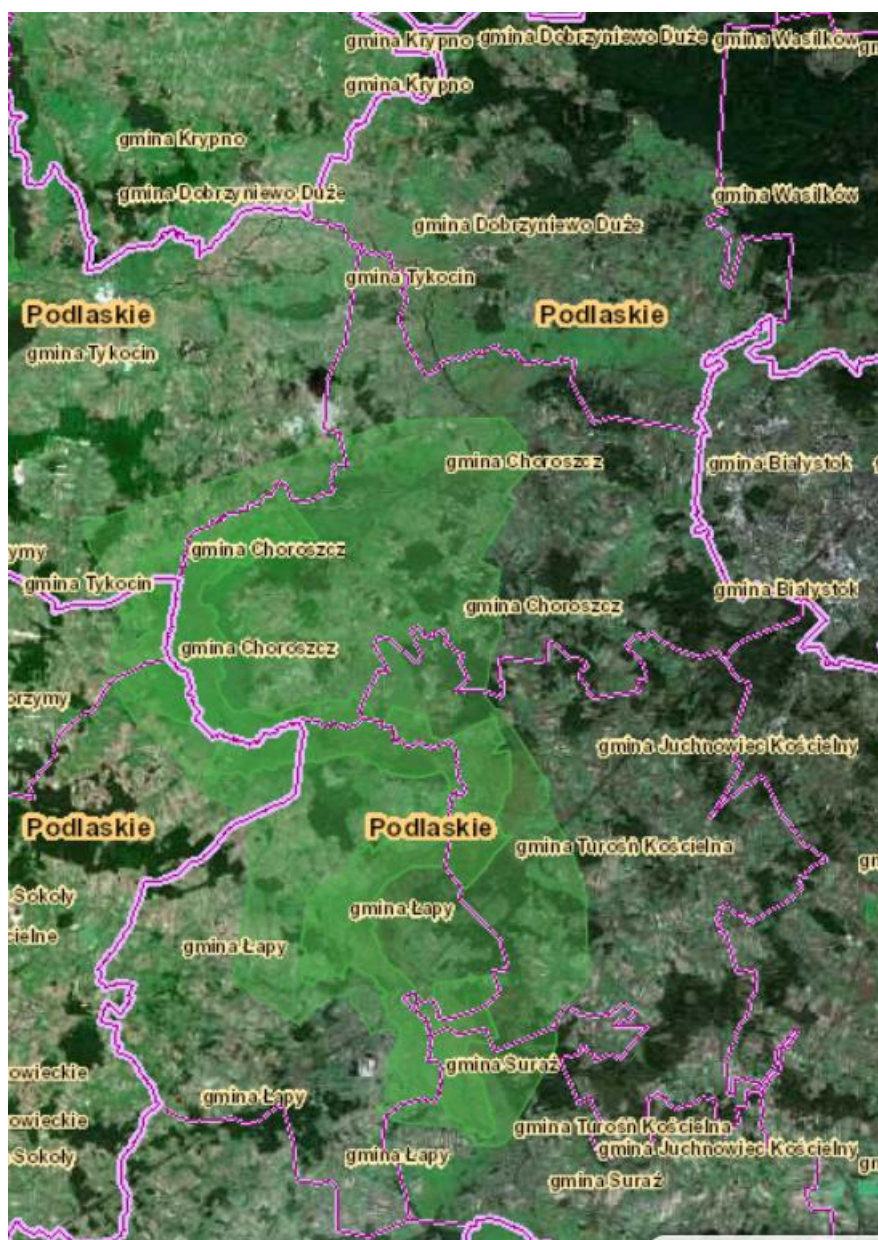 gmina Krypno
gmina Dobrzyniewo Duże
gmina Wasilków
gmina Krypno
gmina Krypno
gmina Dobrzyniewo Duże
gmina Wasilków
gmina Dobrzyniewo Duże
gmina Tykocin
Podlaskie
Podlaskie
gmina Tykocin
gmina Choroszcz
gmina Białystok
gmina Choroszcz
gmina Tykocin
gmina Białystok
gmina Choroszcz
gmina Choroszcz
gmina Juchnowiec Kościelny
Podlaskie
Podlaskie
gmina Turośń Kościelna
Sokoły
gmina Łapy
gmina Łapy
gmina Suraż
gmina Łapy
gmina Turośń Kościelna
gmina Juchnowiec Kościelny
Sokoły
gmina Łapy
gmina Suraż